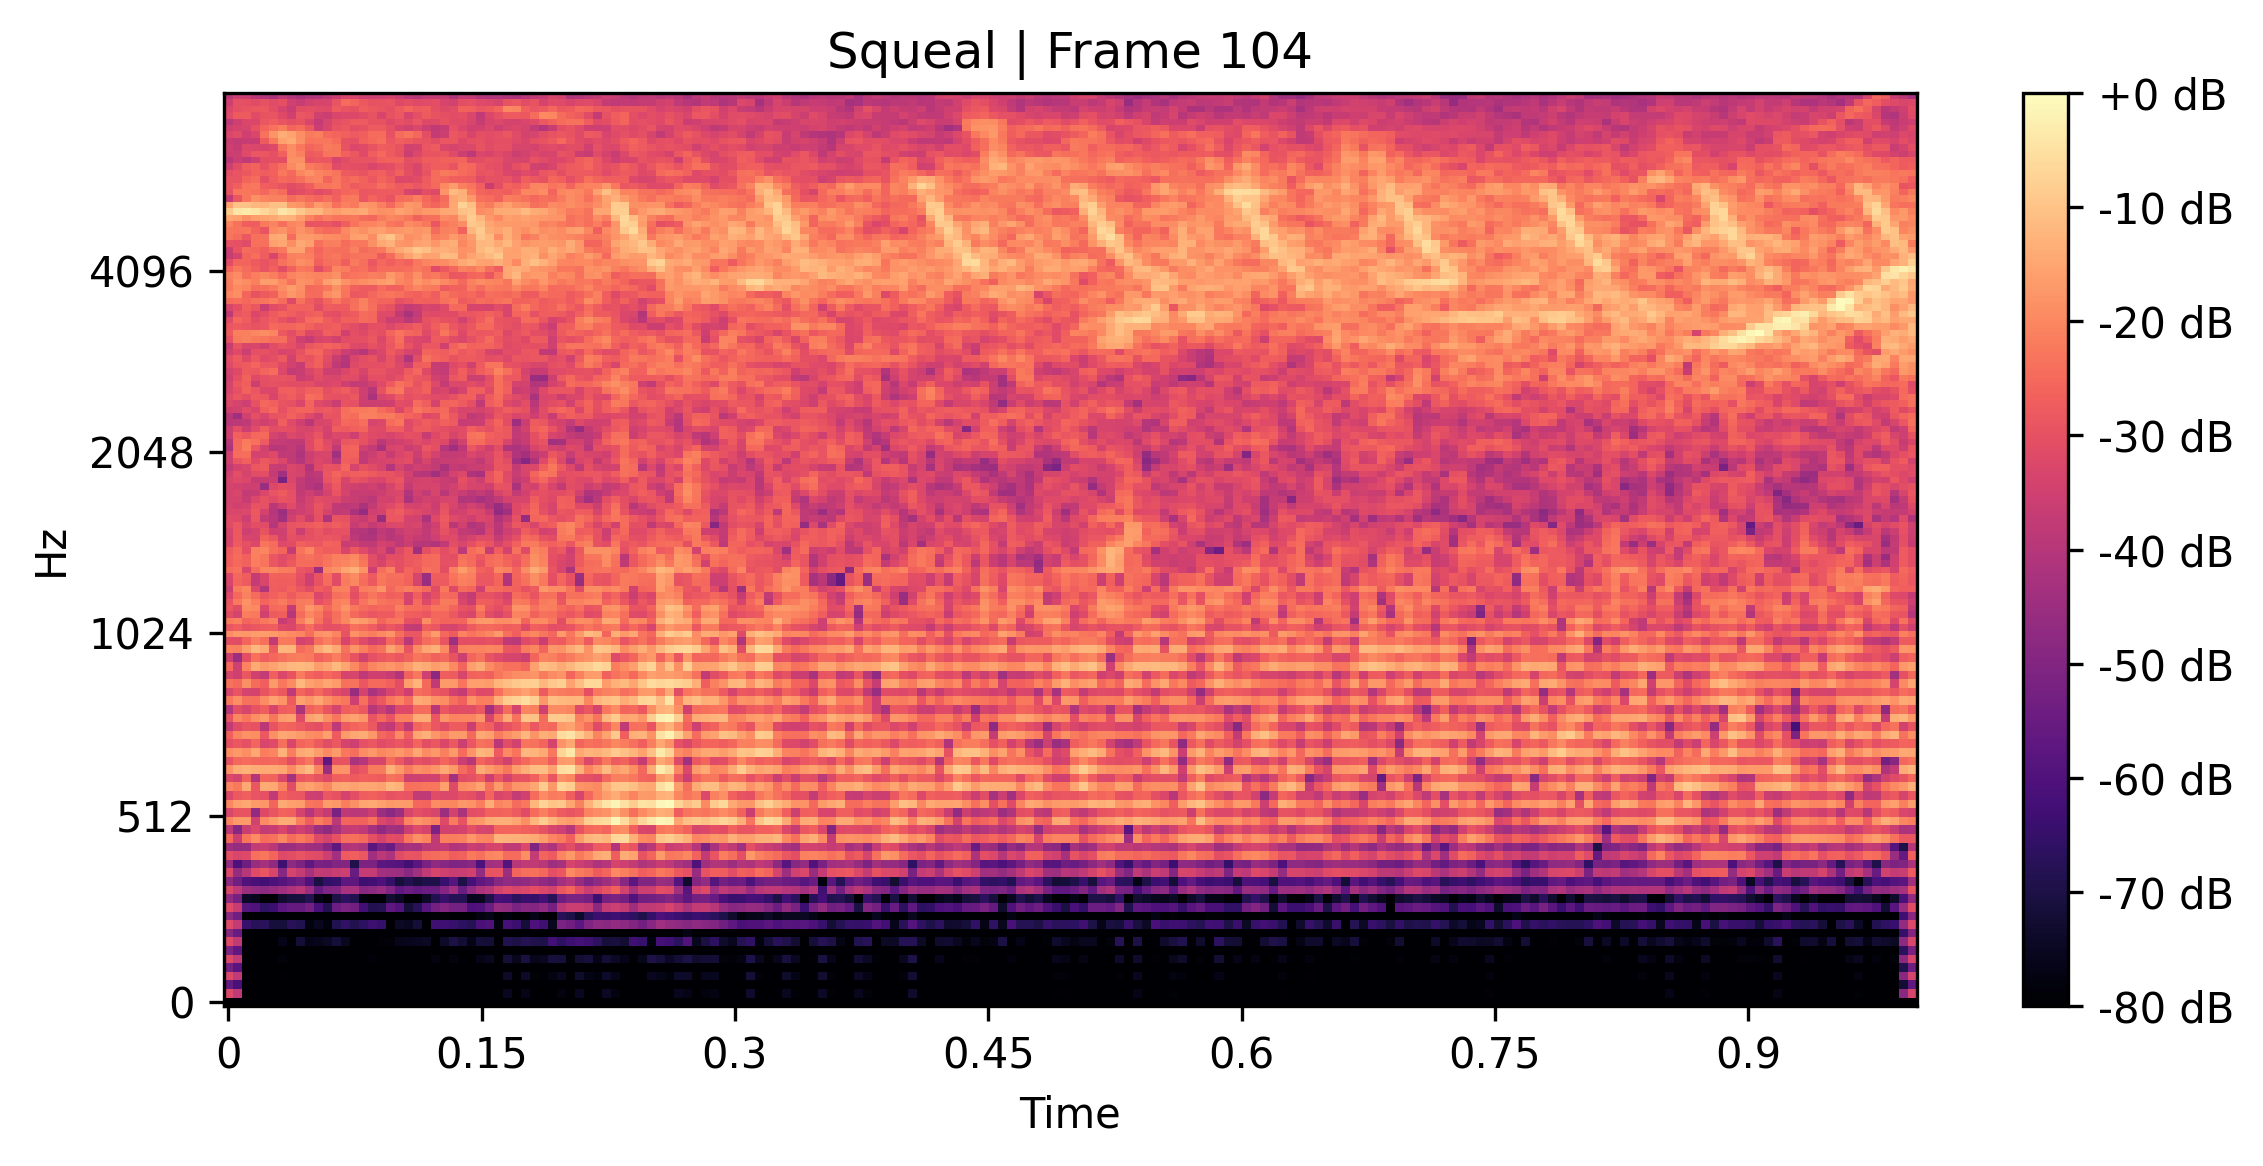 Squeal | Frame 104
Hz
4096
2048
1024
512
0
0 0.15 0.3 0.45 0.6 0.75 0.9
Time
+0 dB
-10 dB
-20 dB
-30 dB
-40 dB
-50 dB
-60 dB
-70 dB
-80 dB